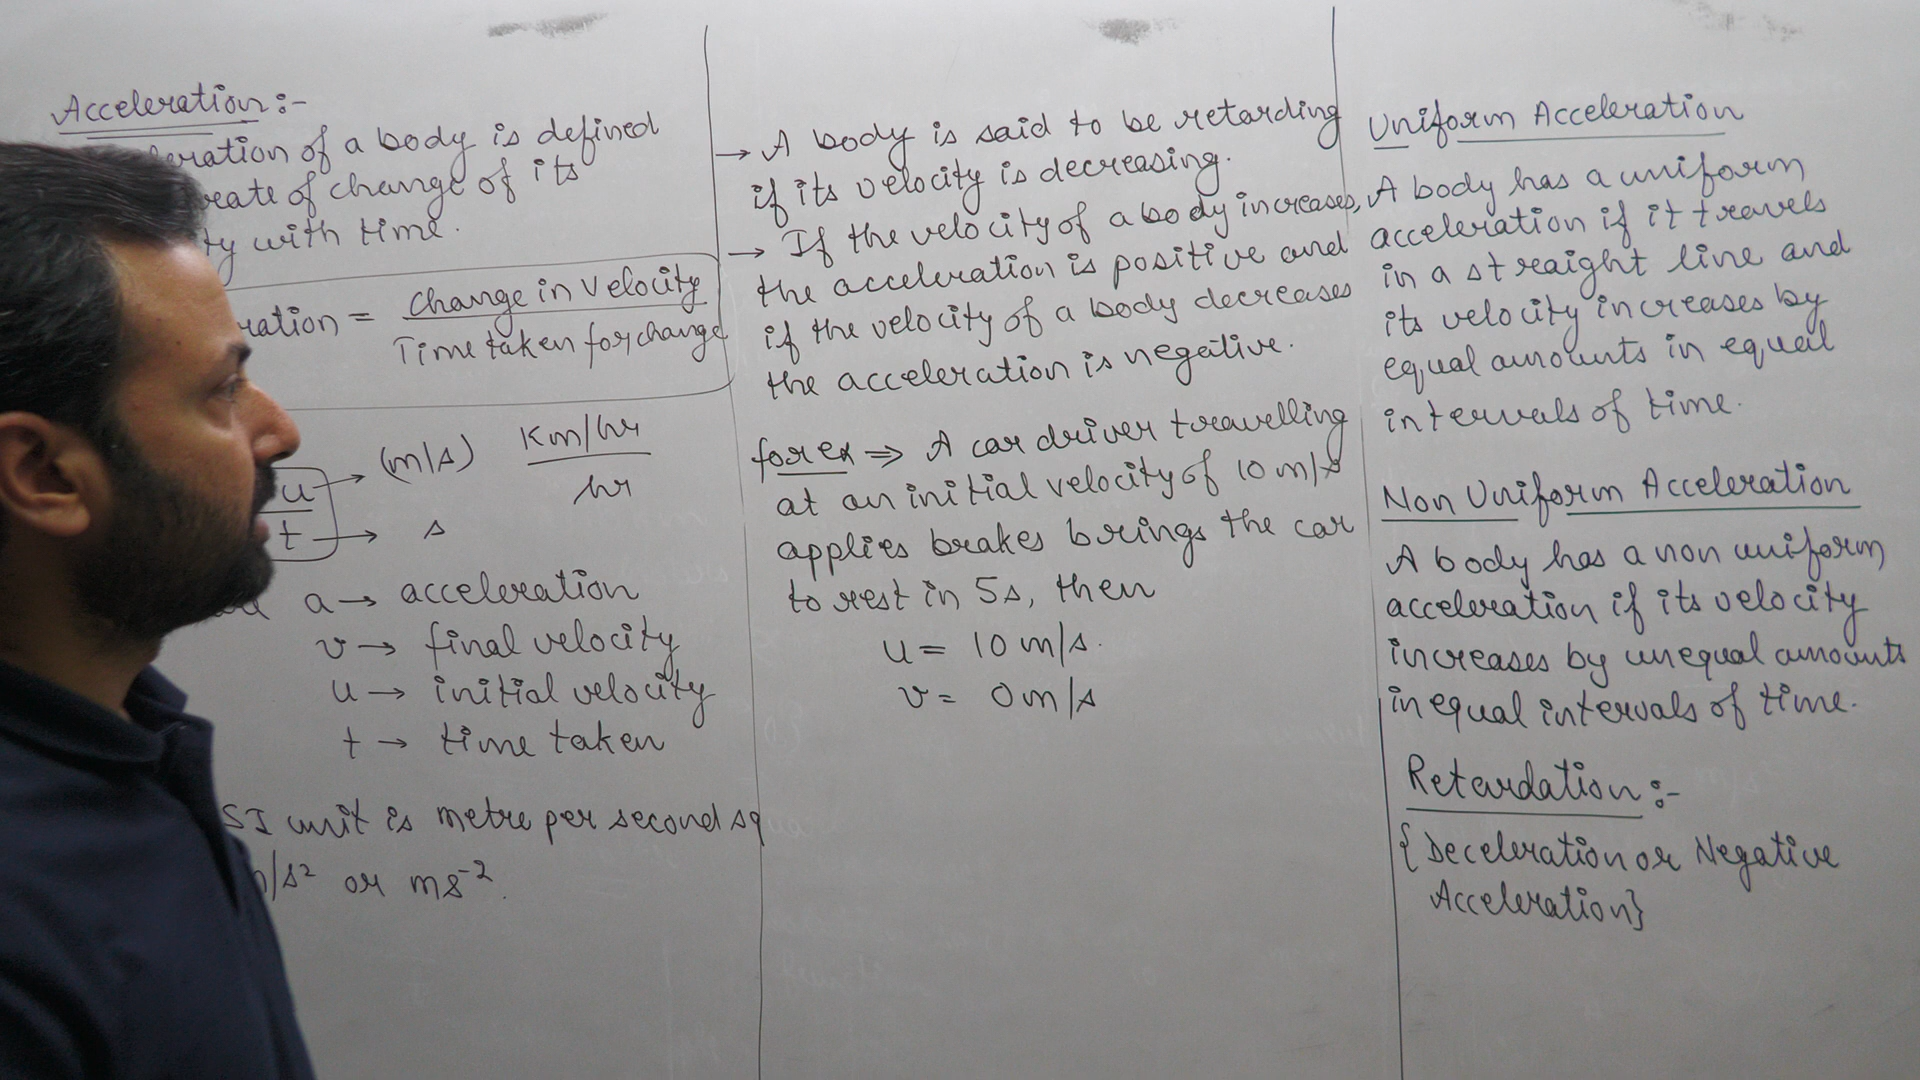 Acceleration :-
eration of a body is defined
reate of change of its
ty with time.
ration = Change in Velocity
Time taken for change
u → (m/s) Km/hr
t → s hr
a → acceleration
v → final velocity
u → initial velocity
t → time taken
SI unit is metre per second sq
/s² or ms⁻²
→ A body is said to be retarding
if its velocity is decreasing.
→ If the velocity of a body increases,
the acceleration is positive and
if the velocity of a body decreases
the acceleration is negative.
for ex ⇒ A car driver travelling
at an initial velocity of 10 m/s
applies brakes brings the car
to rest in 5s, then
u = 10 m/s.
v = 0 m/s
Uniform Acceleration
A body has a uniform
acceleration if it travels
in a straight line and
its velocity increases by
equal amounts in equal
intervals of time.
Non Uniform Acceleration
A body has a non uniform
acceleration if its velocity
increases by unequal amounts
in equal intervals of time.
Retardation :-
{Deceleration or Negative
Acceleration}